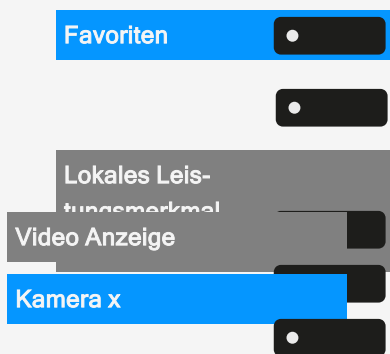 Favoriten
Lokales Leis-
tungsmerkmal
Video Anzeige
Kamera x